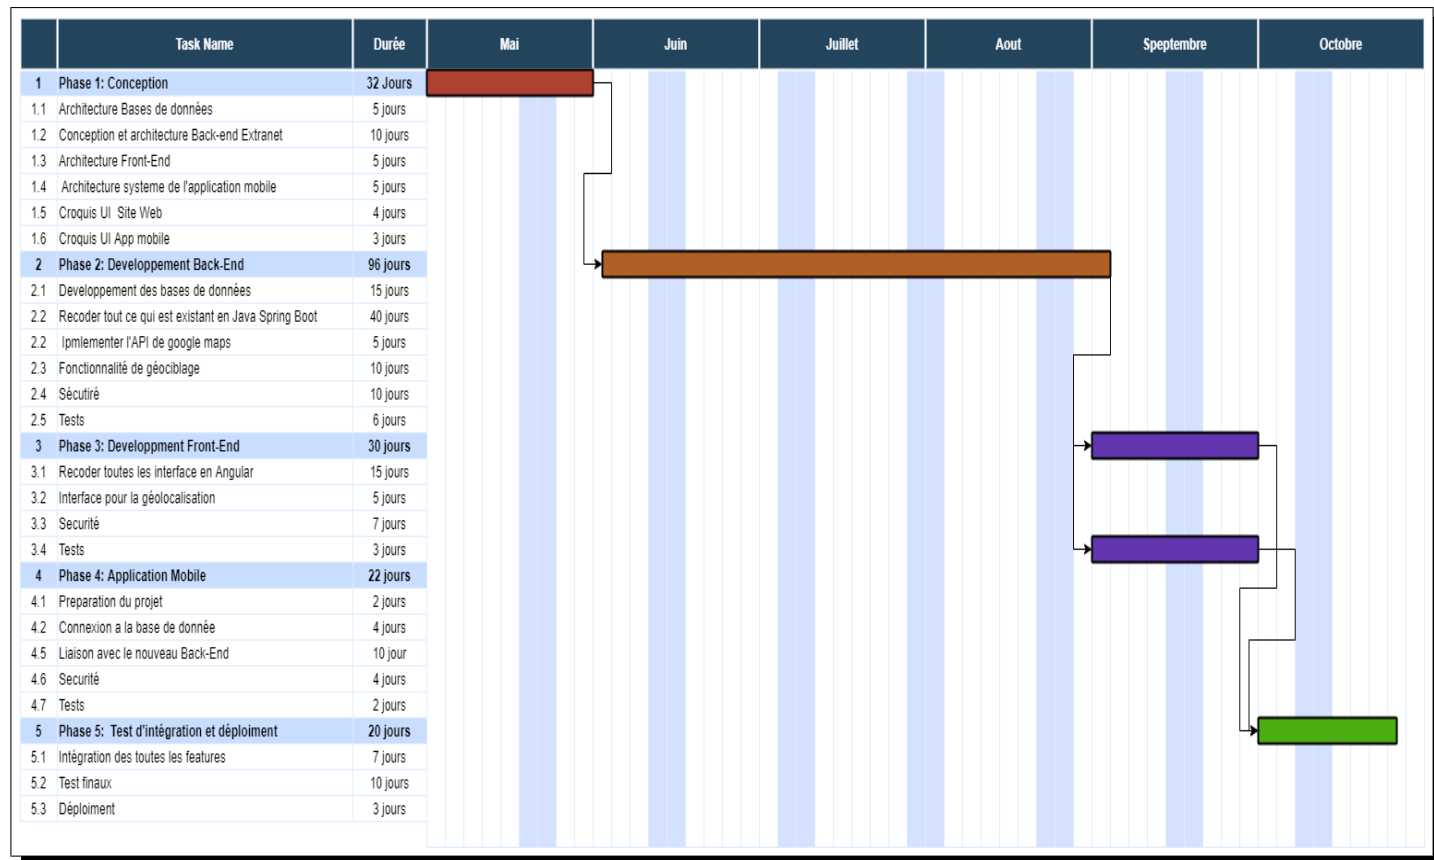 Task Name Durée Mai Juin Juillet Aout Speptembre Octobre
1 Phase 1: Conception 32 Jours
1.1 Architecture Bases de données 5 jours
1.2 Conception et architecture Back-end Extranet 10 jours
1.3 Architecture Front-End 5 jours
1.4 Architecture systeme de l'application mobile 5 jours
1.5 Croquis UI Site Web 4 jours
1.6 Croquis UI App mobile 3 jours
2 Phase 2: Developpement Back-End 96 jours
2.1 Developpement des bases de données 15 jours
2.2 Recoder tout ce qui est existant en Java Spring Boot 40 jours
2.2 Ipmlementer l'API de google maps 5 jours
2.3 Fonctionnalité de géociblage 10 jours
2.4 Sécutiré 10 jours
2.5 Tests 6 jours
3 Phase 3: Developpment Front-End 30 jours
3.1 Recoder toutes les interface en Angular 15 jours
3.2 Interface pour la géolocalisation 5 jours
3.3 Securité 7 jours
3.4 Tests 3 jours
4 Phase 4: Application Mobile 22 jours
4.1 Preparation du projet 2 jours
4.2 Connexion a la base de donnée 4 jours
4.5 Liaison avec le nouveau Back-End 10 jour
4.6 Securité 4 jours
4.7 Tests 2 jours
5 Phase 5: Test d'intégration et déploiment 20 jours
5.1 Intégration des toutes les features 7 jours
5.2 Test finaux 10 jours
5.3 Déploiment 3 jours